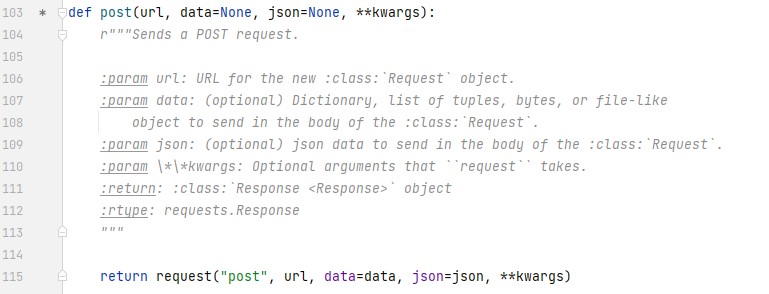 103 * def post(url, data=None, json=None, **kwargs):
104     r"""Sends a POST request.
105
106     :param url: URL for the new :class:`Request` object.
107     :param data: (optional) Dictionary, list of tuples, bytes, or file-like
108         object to send in the body of the :class:`Request`.
109     :param json: (optional) json data to send in the body of the :class:`Request`.
110     :param \*\*kwargs: Optional arguments that ``request`` takes.
111     :return: :class:`Response <Response>` object
112     :rtype: requests.Response
113     """
114
115     return request("post", url, data=data, json=json, **kwargs)